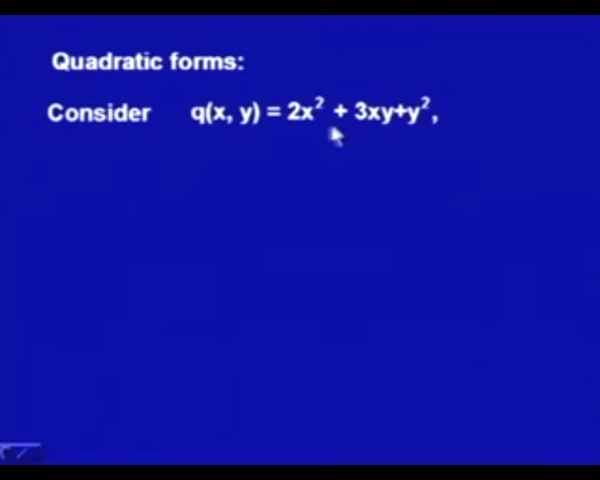 Quadratic forms:
Consider q(x, y) = 2x² + 3xy+y²,